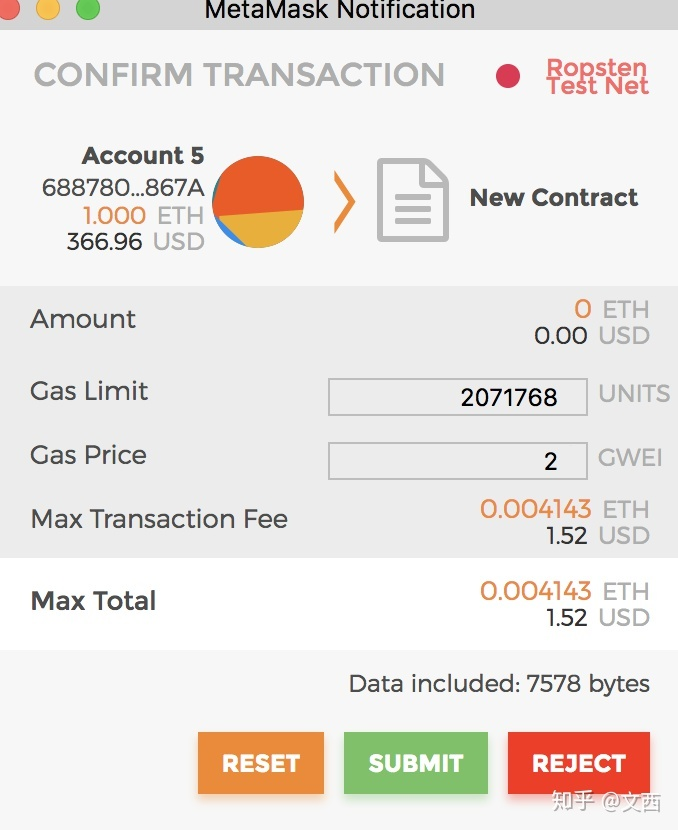 MetaMask Notification
CONFIRM TRANSACTION
Ropsten
Test Net
Account 5
688780...867A
1.000 ETH
366.96 USD
New Contract
Amount
0 ETH
0.00 USD
Gas Limit
2071768 UNITS
Gas Price
2 GWEI
Max Transaction Fee
0.004143 ETH
1.52 USD
Max Total
0.004143 ETH
1.52 USD
Data included: 7578 bytes
RESET SUBMIT REJECT
知乎 @文西